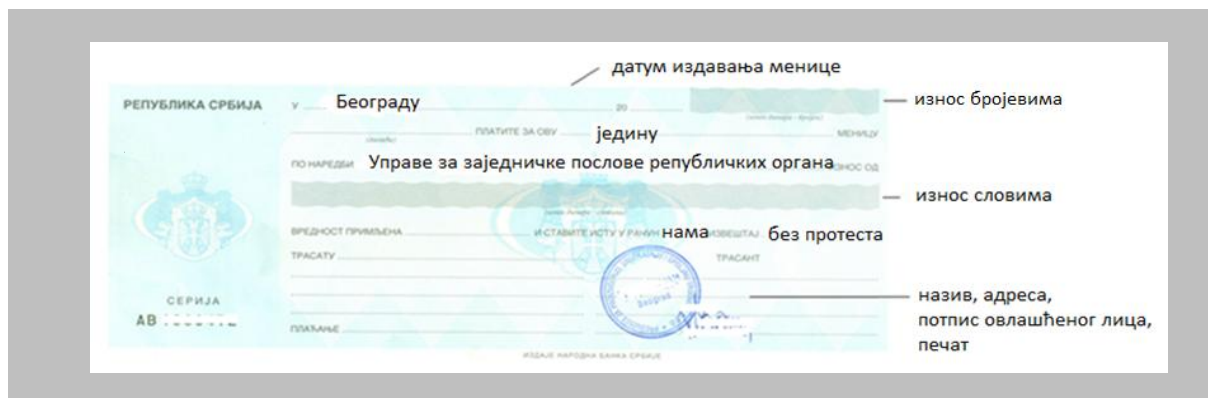 датум издавања менице
РЕПУБЛИКА СРБИЈА У Београду РО износ бројевима
ПЛАТИТЕ ЗА ОВУ једину МЕНИЦУ
ПО НАРЕДБИ Управе за заједничке послове републичких органа ИЗНОС ОД
износ словима
ВРЕДНОСТ ПРИМЉЕНА И СТАВИТЕ ИСТУ У РАЧУН нама ИЗВЕШТАЈ без протеста
ТРАСАТУ ТРАСАНТ
СЕРИЈА
АВ
Beograd
назив, адреса,
потпис овлашћеног лица,
печат
ПЛАЋАЊЕ
ИЗДАЈЕ НАРОДНА БАНКА СРБИЈЕ